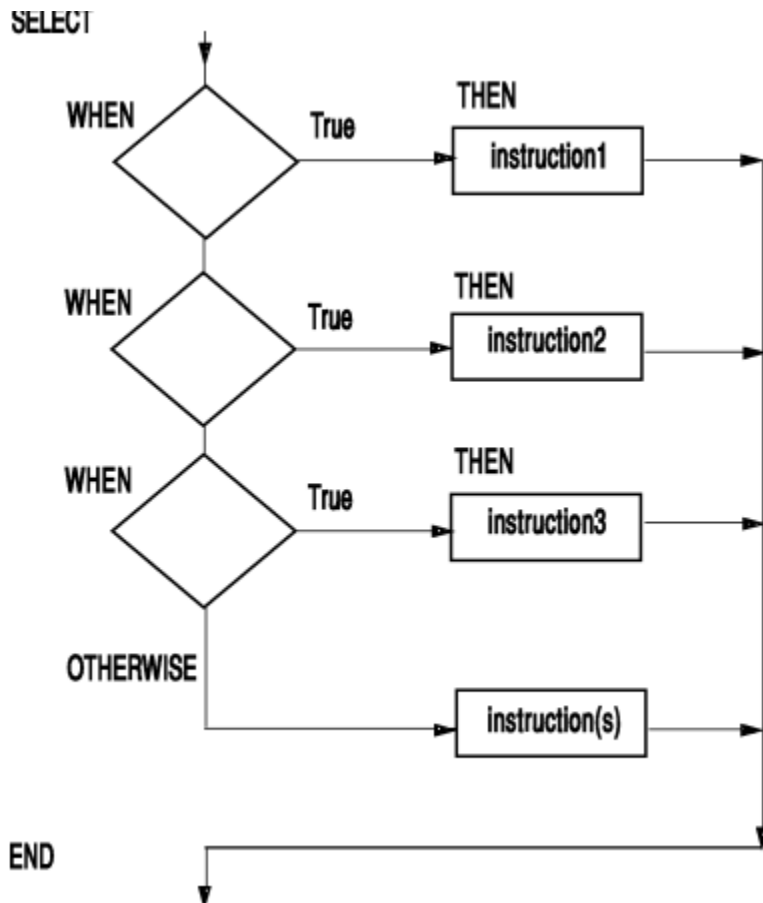 SELECT
WHEN
True
THEN
instruction1
WHEN
True
THEN
instruction2
WHEN
True
THEN
instruction3
OTHERWISE
instruction(s)
END